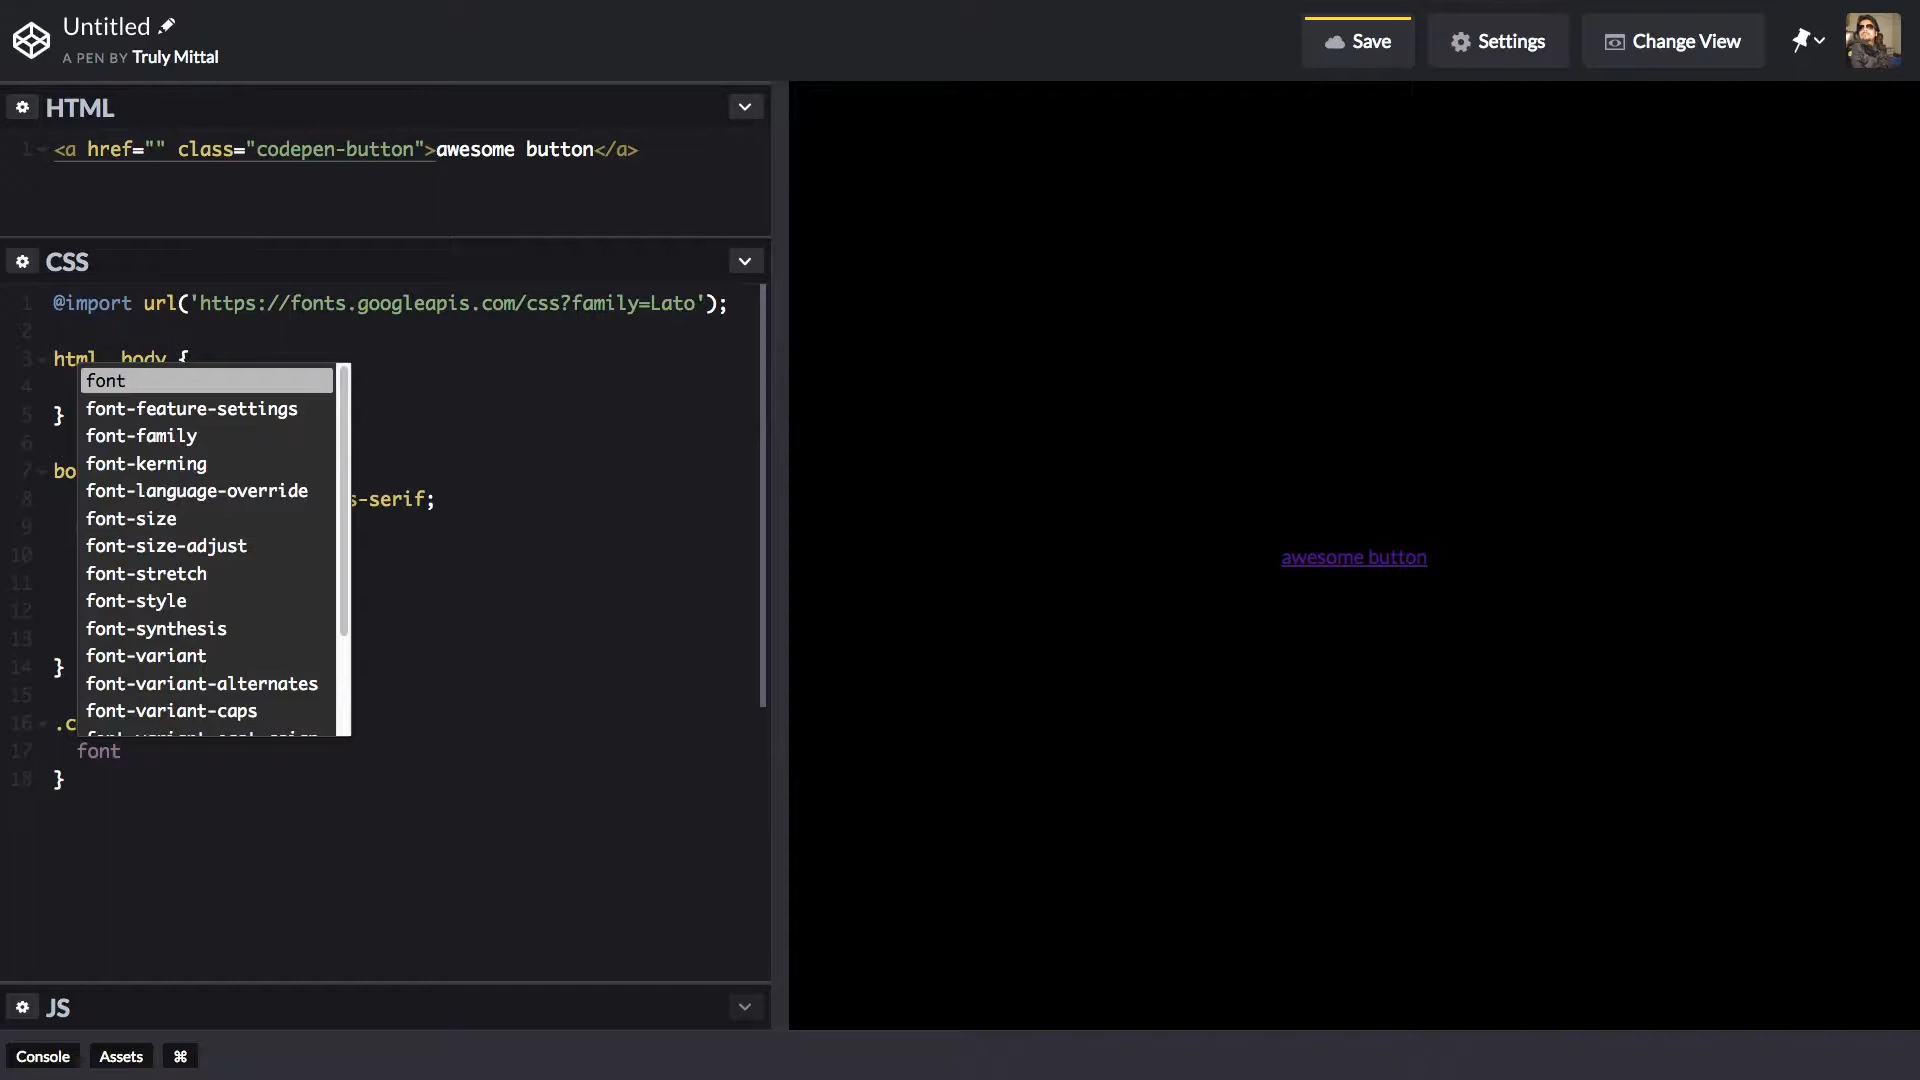 Untitled
A PEN BY Truly Mittal
Save
Settings
Change View
HTML
1 <a href="" class="codepen-button">awesome button</a>
CSS
1 @import url('https://fonts.googleapis.com/css?family=Lato');
2
3 html, body {
4
5 }
6
7 bo
8 s-serif;
9
10
11
12
13
14 }
15
16 .c
17 font
18 }
font
font-feature-settings
font-family
font-kerning
font-language-override
font-size
font-size-adjust
font-stretch
font-style
font-synthesis
font-variant
font-variant-alternates
font-variant-caps
awesome button
JS
Console
Assets
⌘